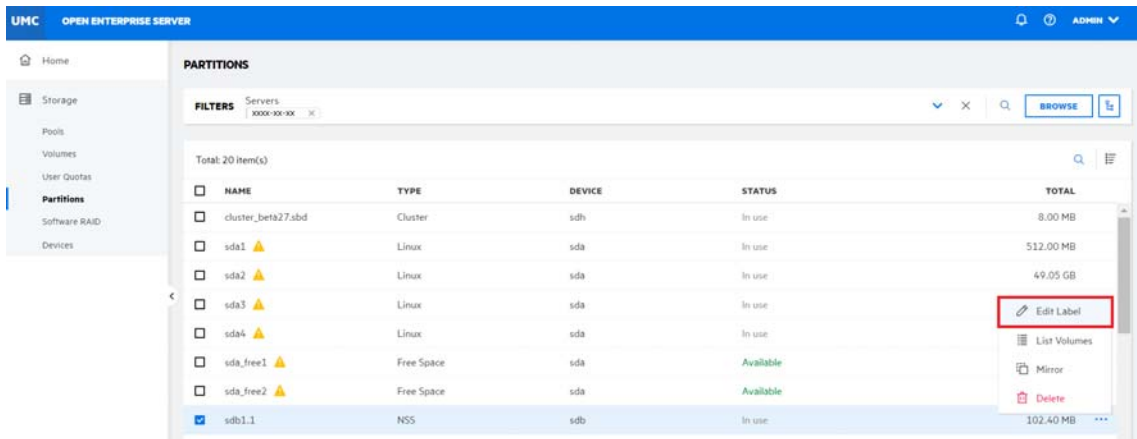 UMC OPEN ENTERPRISE SERVER ADMIN
Home
Storage
Pools
Volumes
User Quotas
Partitions
Software RAID
Devices
PARTITIONS
FILTERS Servers
xxxx-xx-xx
BROWSE
Total: 20 item(s)
NAME TYPE DEVICE STATUS TOTAL
cluster_beta27.sbd Cluster sdh In use 8.00 MB
sda1 Linux sda In use 512.00 MB
sda2 Linux sda In use 49.05 GB
sda3 Linux sda In use
sda4 Linux sda In use
sda_free1 Free Space sda Available
sda_free2 Free Space sda Available
sdb1.1 NSS sdb In use 102.40 MB
Edit Label
List Volumes
Mirror
Delete